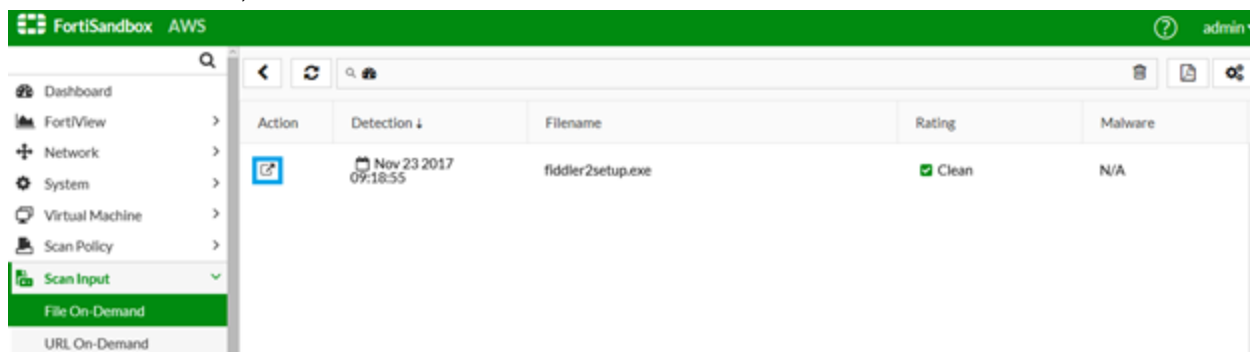 FortiSandbox AWS
admin
Dashboard
FortiView
Network
System
Virtual Machine
Scan Policy
Scan Input
File On-Demand
URL On-Demand
Action Detection Filename Rating Malware
Nov 23 2017 fiddler2setup.exe Clean N/A
09:18:55